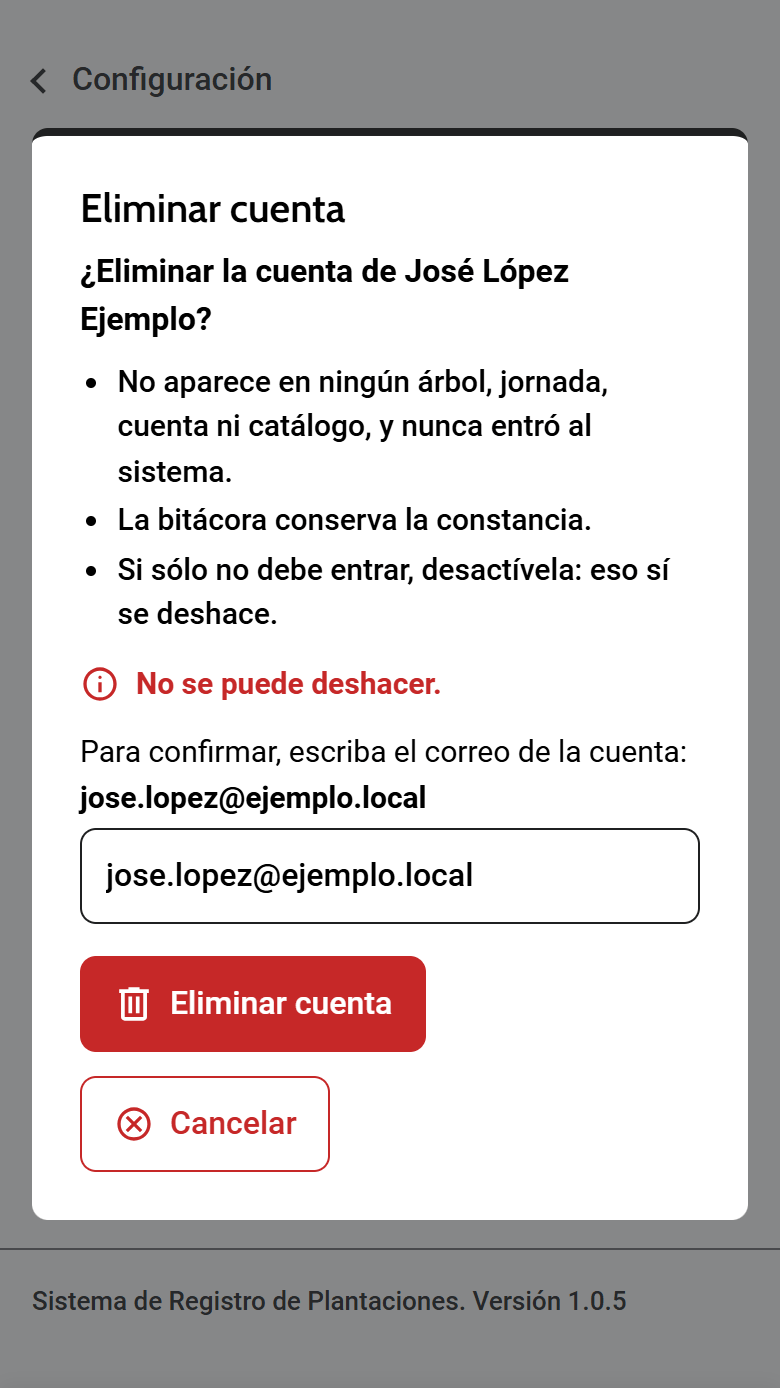 Configuración
Eliminar cuenta
¿Eliminar la cuenta de José López
Ejemplo?
• No aparece en ningún árbol, jornada,
cuenta ni catálogo, y nunca entró al
sistema.
• La bitácora conserva la constancia.
• Si sólo no debe entrar, desactívela: eso sí
se deshace.
No se puede deshacer.
Para confirmar, escriba el correo de la cuenta:
jose.lopez@ejemplo.local
jose.lopez@ejemplo.local
Eliminar cuenta
Cancelar
Sistema de Registro de Plantaciones. Versión 1.0.5